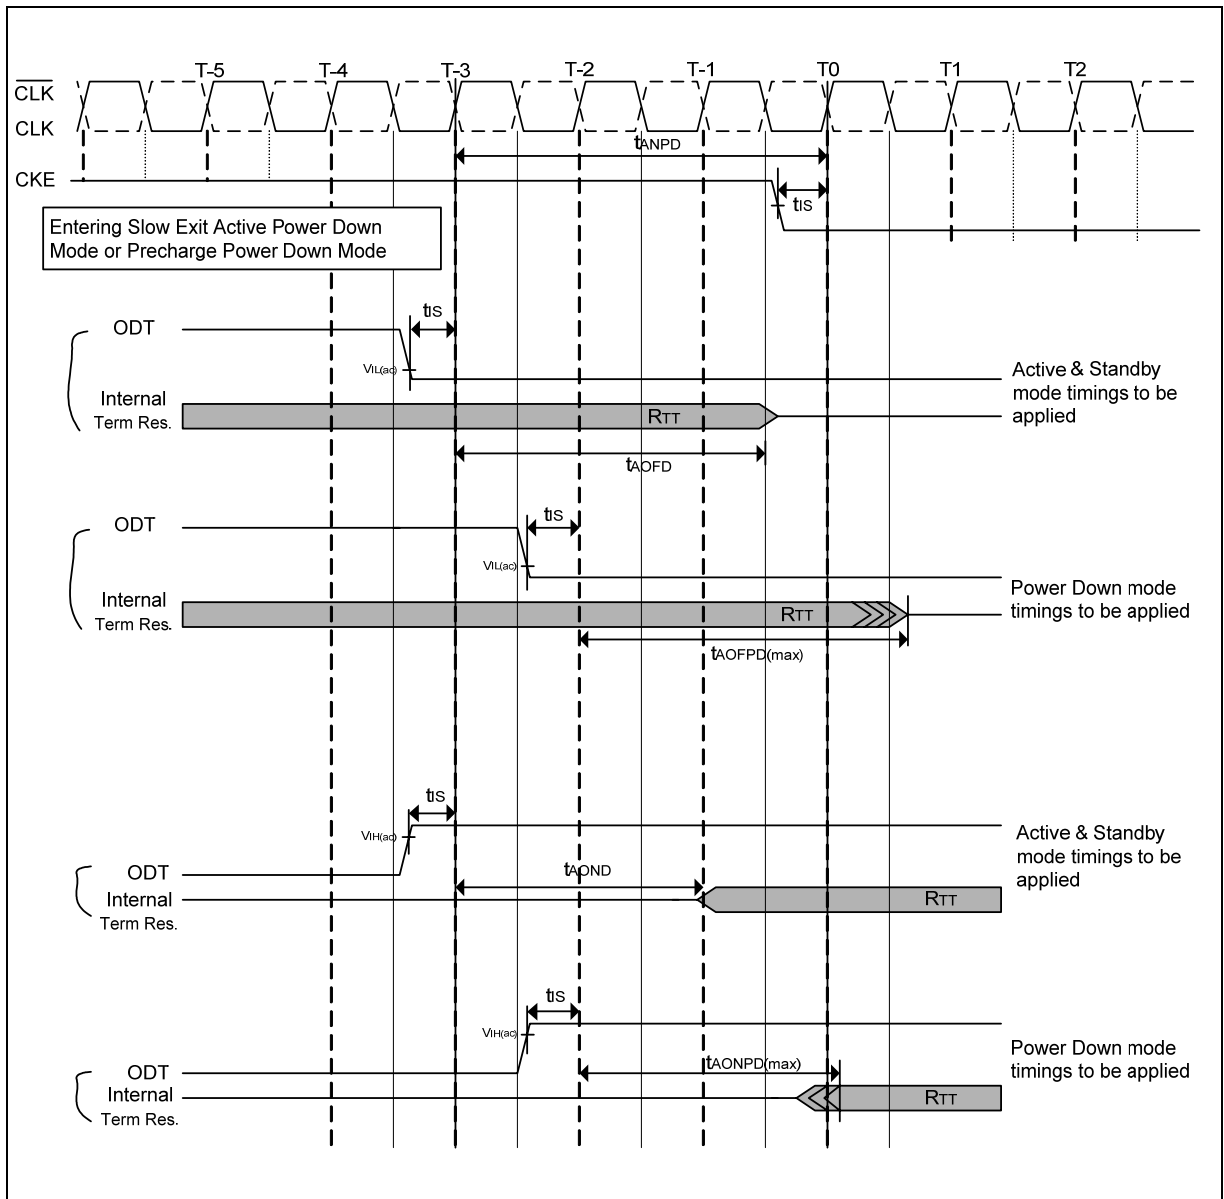 T-5 T-4 T-3 T-2 T-1 T0 T1 T2
CLK
CLK
tANPD
CKE
tIS
Entering Slow Exit Active Power Down
Mode or Precharge Power Down Mode
tIS
ODT
VIL(ac)
Active & Standby
mode timings to be
applied
Internal
Term Res.
RTT
tAOFD
tIS
ODT
VIL(ac)
Power Down mode
timings to be applied
Internal
Term Res.
RTT
tAOFPD(max)
tIS
VIH(ac)
Active & Standby
mode timings to be
applied
ODT
tAOND
Internal
Term Res.
RTT
tIS
VIH(ac)
Power Down mode
timings to be applied
tAONPD(max)
ODT
Internal
Term Res.
RTT